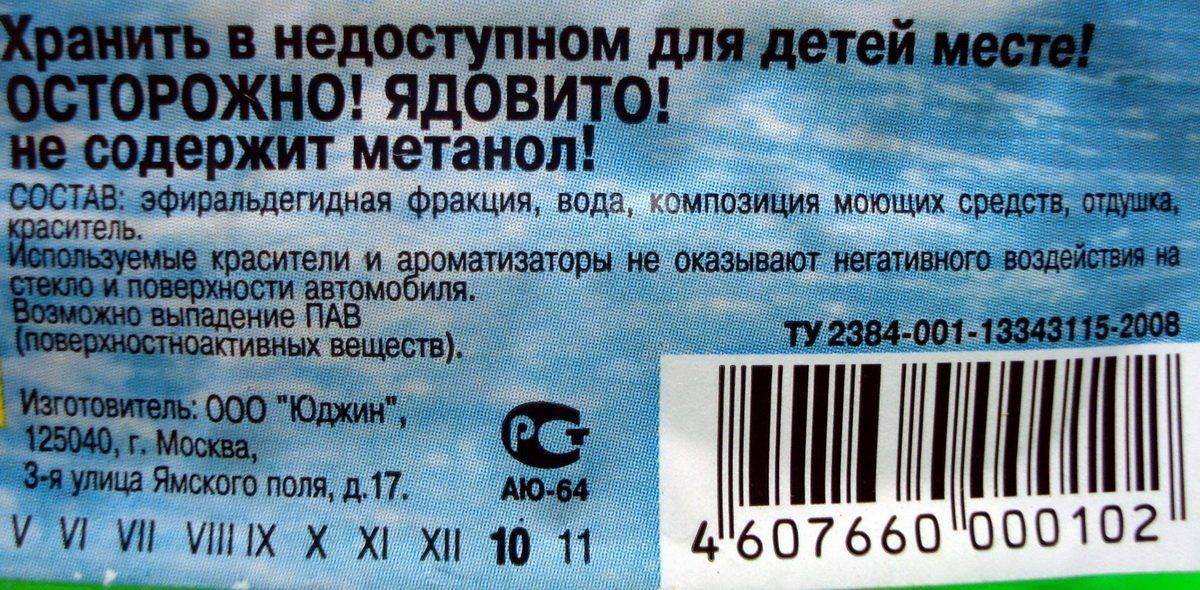 Хранить в недоступном для детей месте!
ОСТОРОЖНО! ЯДОВИТО!
не содержит метанол!
СОСТАВ: эфиральдегидная фракция, вода, композиция моющих средств, отдушка,
краситель.
Используемые красители и ароматизаторы не оказывают негативного воздействия на
стекло и поверхности автомобиля.
Возможно выпадение ПАВ
(поверхностноактивных веществ).
ТУ 2384-001-13343115-2008
Изготовитель: ООО "Юджин",
125040, г. Москва,
3-я улица Ямского поля, д.17.
РСТ
АЮ-64
V VI VII VIII IX X XI XII 10 11
4 607660 000102